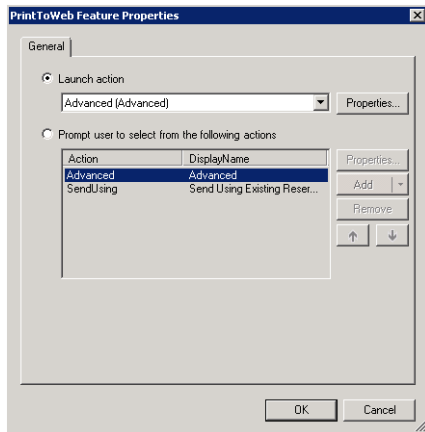 PrintToWeb Feature Properties
General
Launch action
Advanced (Advanced)
Properties...
Prompt user to select from the following actions
Action DisplayName
Advanced Advanced
SendUsing Send Using Existing Reser...
Properties...
Add
Remove
OK Cancel